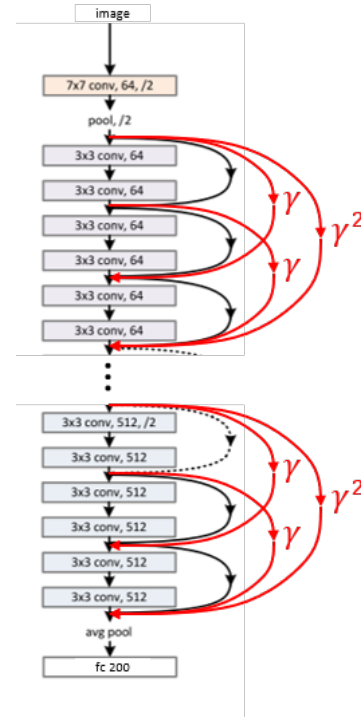 image
7x7 conv, 64, /2
pool, /2
3x3 conv, 64
3x3 conv, 64
3x3 conv, 64
3x3 conv, 64
3x3 conv, 64
3x3 conv, 64
γ
γ
γ²
3x3 conv, 512, /2
3x3 conv, 512
3x3 conv, 512
3x3 conv, 512
3x3 conv, 512
3x3 conv, 512
γ
γ
γ²
avg pool
fc 200